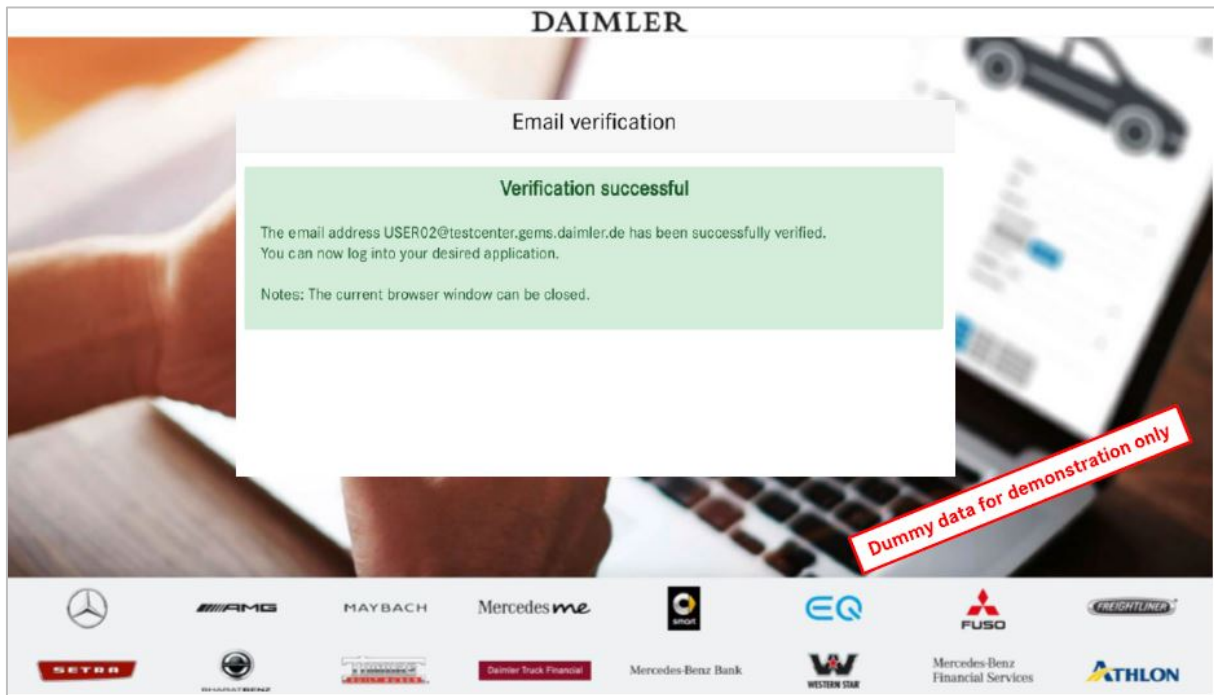 DAIMLER
Email verification
Verification successful
The email address USER02@testcenter.gems.daimler.de has been successfully verified.
You can now log into your desired application.
Notes: The current browser window can be closed.
Dummy data for demonstration only
AMG
MAYBACH
Mercedes me
smart
EQ
FUSO
FREIGHTLINER
SETRA
BHARATBENZ
BUILT BUSES
Daimler Truck Financial
Mercedes-Benz Bank
WESTERN STAR
Mercedes-Benz
Financial Services
ATHLON